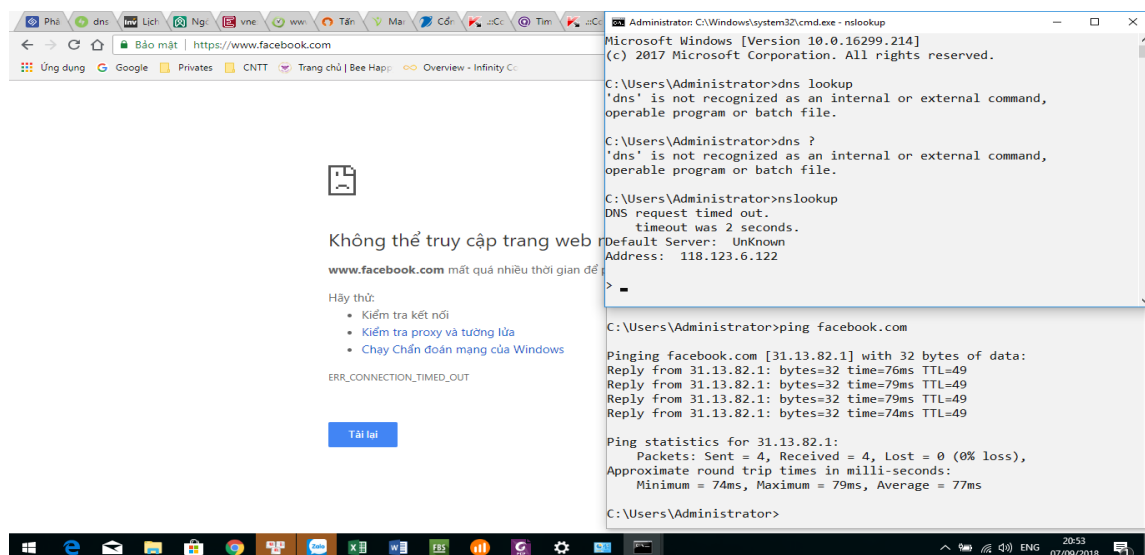 Phá
dns
Lịch
Ngọ
vne
ww
Tấn
Mai
Cổn
.::Cc
Tim
.::Cc
Bảo mật | https://www.facebook.com
Ứng dụng Google Privates CNTT Trang chủ | Bee Happ Overview - Infinity Co
Không thể truy cập trang web n
www.facebook.com mất quá nhiều thời gian để p
Hãy thử:
Kiểm tra kết nối
Kiểm tra proxy và tường lửa
Chạy Chẩn đoán mạng của Windows
ERR_CONNECTION_TIMED_OUT
Tải lại
Administrator: C:\Windows\system32\cmd.exe - nslookup
Microsoft Windows [Version 10.0.16299.214]
(c) 2017 Microsoft Corporation. All rights reserved.
C:\Users\Administrator>dns lookup
'dns' is not recognized as an internal or external command,
operable program or batch file.
C:\Users\Administrator>dns ?
'dns' is not recognized as an internal or external command,
operable program or batch file.
C:\Users\Administrator>nslookup
DNS request timed out.
timeout was 2 seconds.
Default Server: UnKnown
Address: 118.123.6.122
>
C:\Users\Administrator>ping facebook.com
Pinging facebook.com [31.13.82.1] with 32 bytes of data:
Reply from 31.13.82.1: bytes=32 time=76ms TTL=49
Reply from 31.13.82.1: bytes=32 time=79ms TTL=49
Reply from 31.13.82.1: bytes=32 time=79ms TTL=49
Reply from 31.13.82.1: bytes=32 time=74ms TTL=49
Ping statistics for 31.13.82.1:
Packets: Sent = 4, Received = 4, Lost = 0 (0% loss),
Approximate round trip times in milli-seconds:
Minimum = 74ms, Maximum = 79ms, Average = 77ms
C:\Users\Administrator>
Zalo
FBS
ENG
20:53
07/09/2018